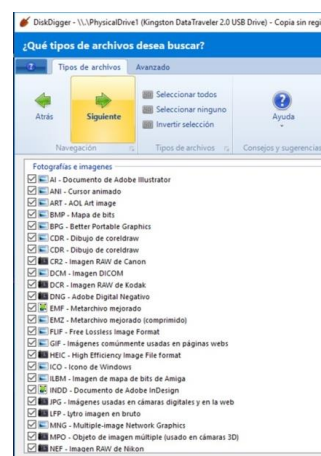 DiskDigger - \\.\PhysicalDrive1 (Kingston DataTraveler 2.0 USB Drive) - Copia sin regi
¿Qué tipos de archivos desea buscar?
Tipos de archivos Avanzado
Atrás
Siguiente
Seleccionar todos
Seleccionar ninguno
Invertir selección
Ayuda
Navegación Tipos de archivos Consejos y sugerencias
Fotografías e imagenes
AI - Documento de Adobe Illustrator
ANI - Cursor animado
ART - AOL Art image
BMP - Mapa de bits
BPG - Better Portable Graphics
CDR - Dibujo de coreldraw
CDR - Dibujo de coreldraw
CR2 - Imagen RAW de Canon
DCM - Imagen DICOM
DCR - Imagen RAW de Kodak
DNG - Adobe Digital Negativo
EMF - Metarchivo mejorado
EMZ - Metarchivo mejorado (comprimido)
FLIF - Free Lossless Image Format
GIF - Imágenes comúnmente usadas en páginas webs
HEIC - High Efficiency Image File format
ICO - Icono de Windows
ILBM - Imagen de mapa de bits de Amiga
INDD - Documento de Adobe InDesign
JPG - Imágenes usadas en cámaras digitales y en la web
LFP - Lytro imagen en bruto
MNG - Multiple-image Network Graphics
MPO - Objeto de imagen múltiple (usado en cámaras 3D)
NEF - Imagen RAW de Nikon